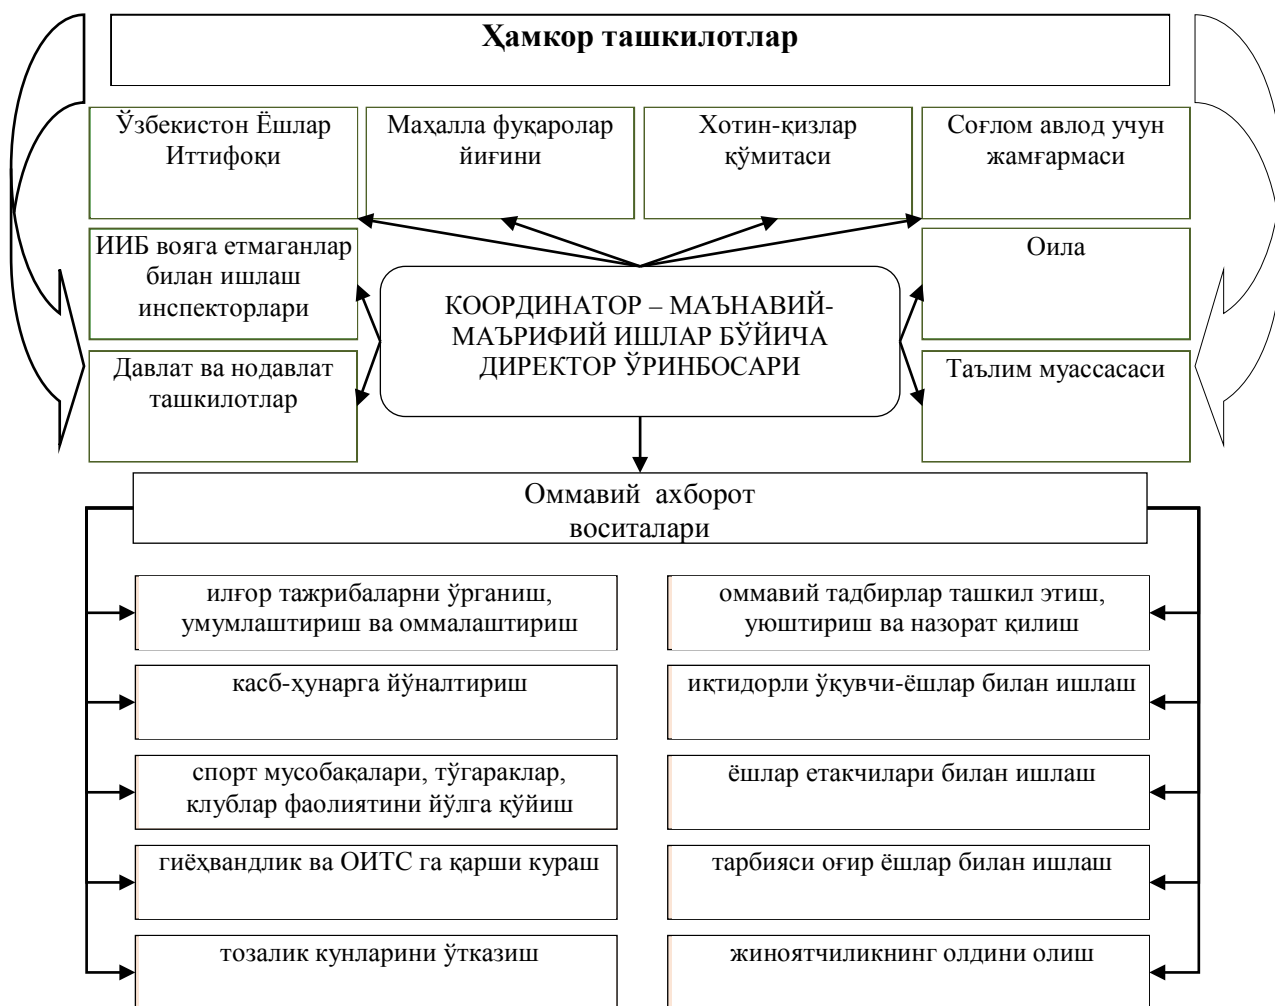 Ҳамкор ташкилотлар
Ўзбекистон Ёшлар
Иттифоқи
Маҳалла фуқаролар
йиғини
Хотин-қизлар
қўмитаси
Соғлом авлод учун
жамғармаси
ИИБ вояга етмаганлар
билан ишлаш
инспекторлари
КООРДИНАТОР – МАЪНАВИЙ-
МАЪРИФИЙ ИШЛАР БЎЙИЧА
ДИРЕКТОР ЎРИНБОСАРИ
Оила
Давлат ва нодавлат
ташкилотлар
Таълим муассасаси
Оммавий ахборот
воситалари
илғор тажрибаларни ўрганиш,
умумлаштириш ва оммалаштириш
оммавий тадбирлар ташкил этиш,
уюштириш ва назорат қилиш
касб-ҳунарга йўналтириш
иқтидорли ўқувчи-ёшлар билан ишлаш
спорт мусобақалари, тўгараклар,
клублар фаолиятини йўлга қўйиш
ёшлар етакчилари билан ишлаш
гиёҳвандлик ва ОИТС га қарши кураш
тарбияси оғир ёшлар билан ишлаш
тозалик кунларини ўтказиш
жиноятчиликнинг олдини олиш